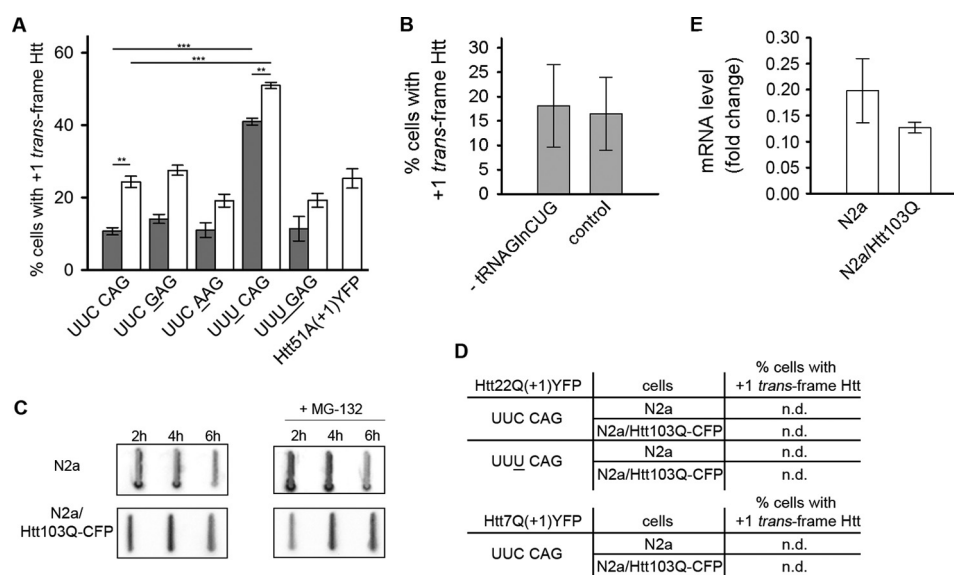 A
% cells with +1 trans-frame Htt
60
40
20
0
***
***
**
**
UUC CAG
UUC GAG
UUC AAG
UUU CAG
UUU GAG
Htt51A(+1)YFP
B
% cells with
+1 trans-frame Htt
35
30
25
20
15
10
5
0
- tRNAGlnCUG
control
E
mRNA level
(fold change)
0.30
0.25
0.20
0.15
0.10
0.05
0.00
N2a
N2a/Htt103Q
C
+ MG-132
2h 4h 6h 2h 4h 6h
N2a
N2a/
Htt103Q-CFP
D
Htt22Q(+1)YFP cells % cells with
+1 trans-frame Htt
UUC CAG N2a n.d.
N2a/Htt103Q-CFP n.d.
UUU CAG N2a n.d.
N2a/Htt103Q-CFP n.d.
Htt7Q(+1)YFP cells % cells with
+1 trans-frame Htt
UUC CAG N2a n.d.
N2a/Htt103Q-CFP n.d.